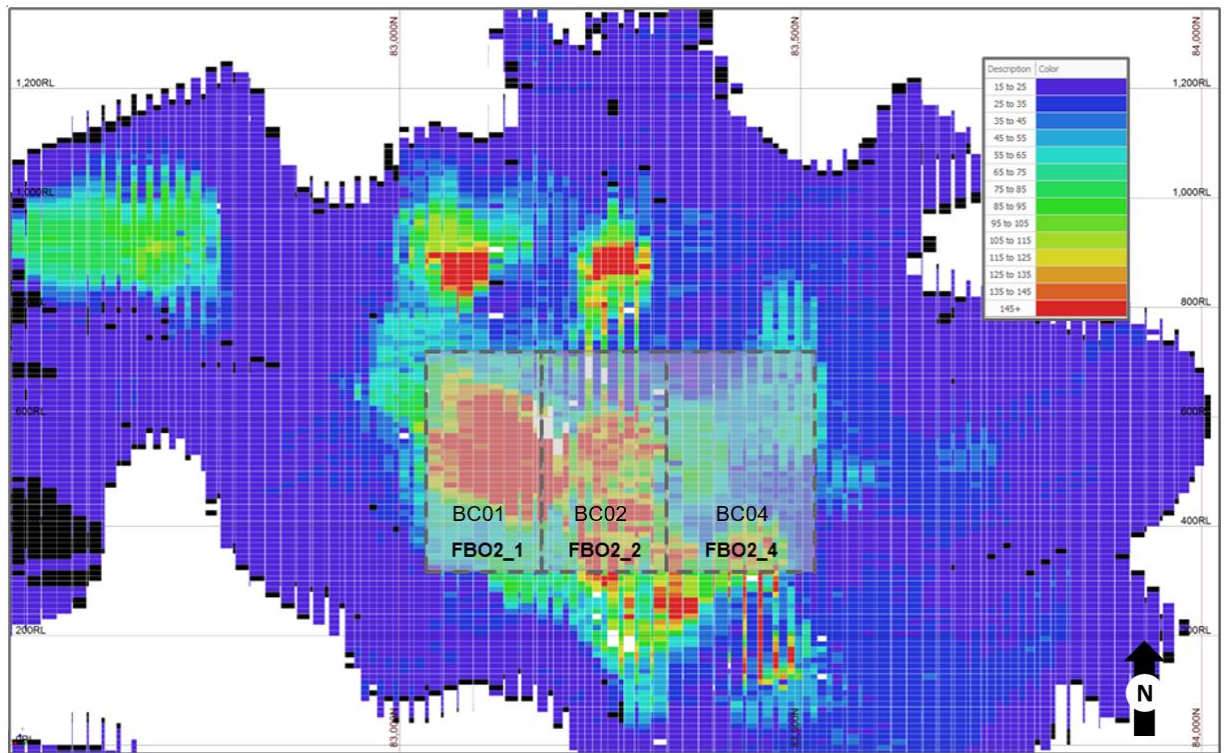 83,000N
83,500N
84,000N
Description Color
15 to 25
25 to 35
35 to 45
45 to 55
55 to 65
65 to 75
75 to 85
85 to 95
95 to 105
105 to 115
115 to 125
125 to 135
135 to 145
145+
1,200RL
1,200RL
1,000RL
1,000RL
800RL
800RL
600RL
600RL
BC01
BC02
BC04
400RL
400RL
FBO2_1
FBO2_2
FBO2_4
200RL
200RL
N
83,000N
83,500N
84,000N
0RL